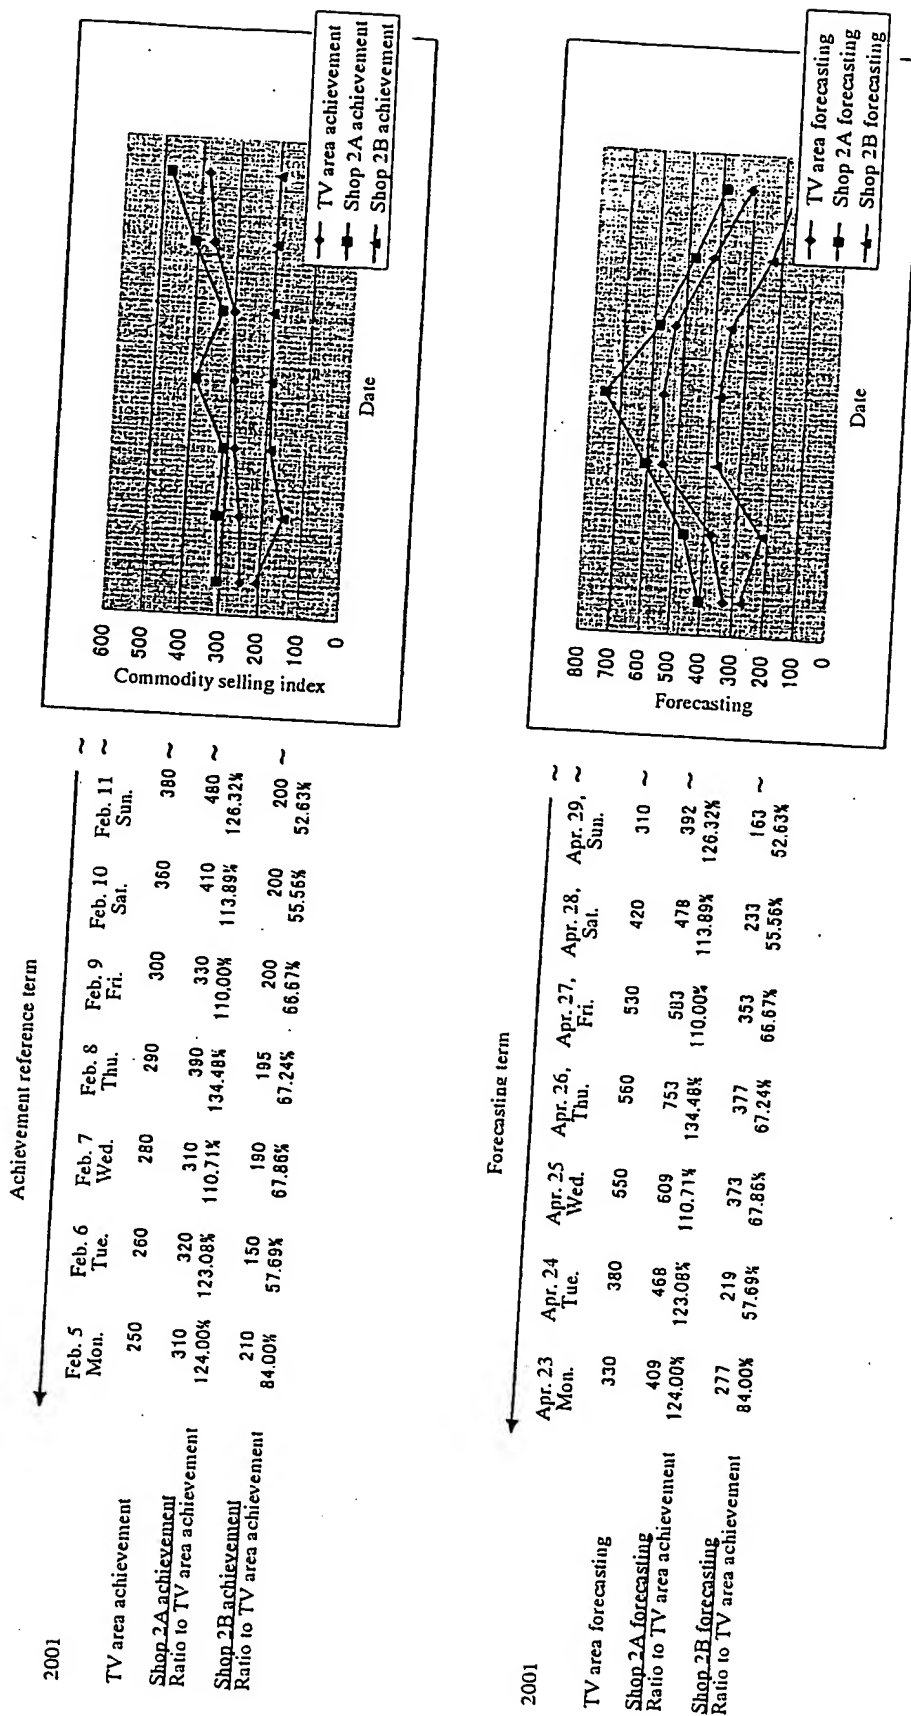 Achievement reference term
2001
Feb. 5 Feb. 6 Feb. 7 Feb. 8 Feb. 9 Feb. 10 Feb. 11 ~
Mon. Tue. Wed. Thu. Fri. Sat. Sun. ~
TV area achievement 250 260 280 290 300 360 380 ~
Shop 2A achievement 310 320 310 390 330 410 480 ~
Ratio to TV area achievement 124.00% 123.08% 110.71% 134.48% 110.00% 113.89% 126.32%
Shop 2B achievement 210 150 190 195 200 200 200 ~
Ratio to TV area achievement 84.00% 57.69% 67.86% 67.24% 66.67% 55.56% 52.63%
600
500
400
300
200
100
0
Commodity selling index
Date
TV area achievement
Shop 2A achievement
Shop 2B achievement
Forecasting term
2001
Apr. 23 Apr. 24 Apr. 25 Apr. 26, Apr. 27, Apr. 28, Apr. 29, ~
Mon. Tue. Wed. Thu. Fri. Sat. Sun. ~
TV area forecasting 330 380 550 560 530 420 310 ~
Shop 2A forecasting 409 468 609 753 583 478 392 ~
Ratio to TV area achievement 124.00% 123.08% 110.71% 134.48% 110.00% 113.89% 126.32%
Shop 2B forecasting 277 219 373 377 353 233 163 ~
Ratio to TV area achievement 84.00% 57.69% 67.86% 67.24% 66.67% 55.56% 52.63%
800
700
600
500
400
300
200
100
0
Forecasting
Date
TV area forecasting
Shop 2A forecasting
Shop 2B forecasting